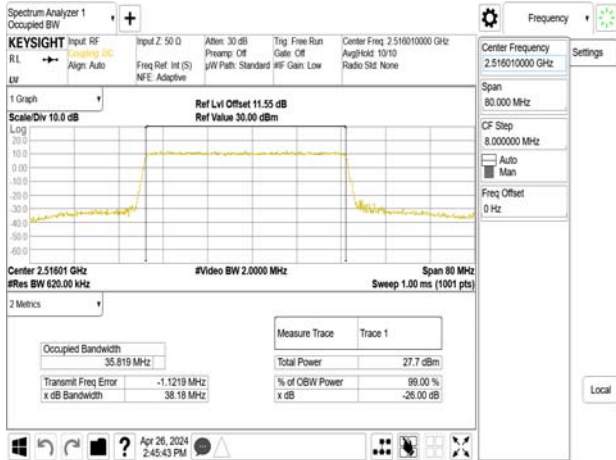 Spectrum Analyzer 1
Occupied BW
+
Frequency
KEYSIGHT
RL
Input: RF
Coupling: DC
Align: Auto
Input Z: 50 Ω
Freq Ref: Int (S)
NFE: Adaptive
Atten: 30 dB
Preamp: Off
µW Path: Standard
Trig: Free Run
Gate: Off
#IF Gain: Low
Center Freq: 2.516010000 GHz
Avg|Hold: 10/10
Radio Std: None
Center Frequency
2.516010000 GHz
Settings
Span
80.000 MHz
CF Step
8.000000 MHz
Auto
Man
Freq Offset
0 Hz
Local
1 Graph
Scale/Div 10.0 dB
Ref Lvl Offset 11.55 dB
Ref Value 30.00 dBm
Log
20.0
10.0
0.00
-10.0
-20.0
-30.0
-40.0
-50.0
-60.0
Center 2.51601 GHz
#Res BW 620.00 kHz
#Video BW 2.0000 MHz
Span 80 MHz
Sweep 1.00 ms (1001 pts)
2 Metrics
Measure Trace
Trace 1
Occupied Bandwidth
35.819 MHz
Total Power
27.7 dBm
Transmit Freq Error
-1.1219 MHz
% of OBW Power
99.00 %
x dB Bandwidth
38.18 MHz
x dB
-26.00 dB
?
Apr 26, 2024
2:45:43 PM